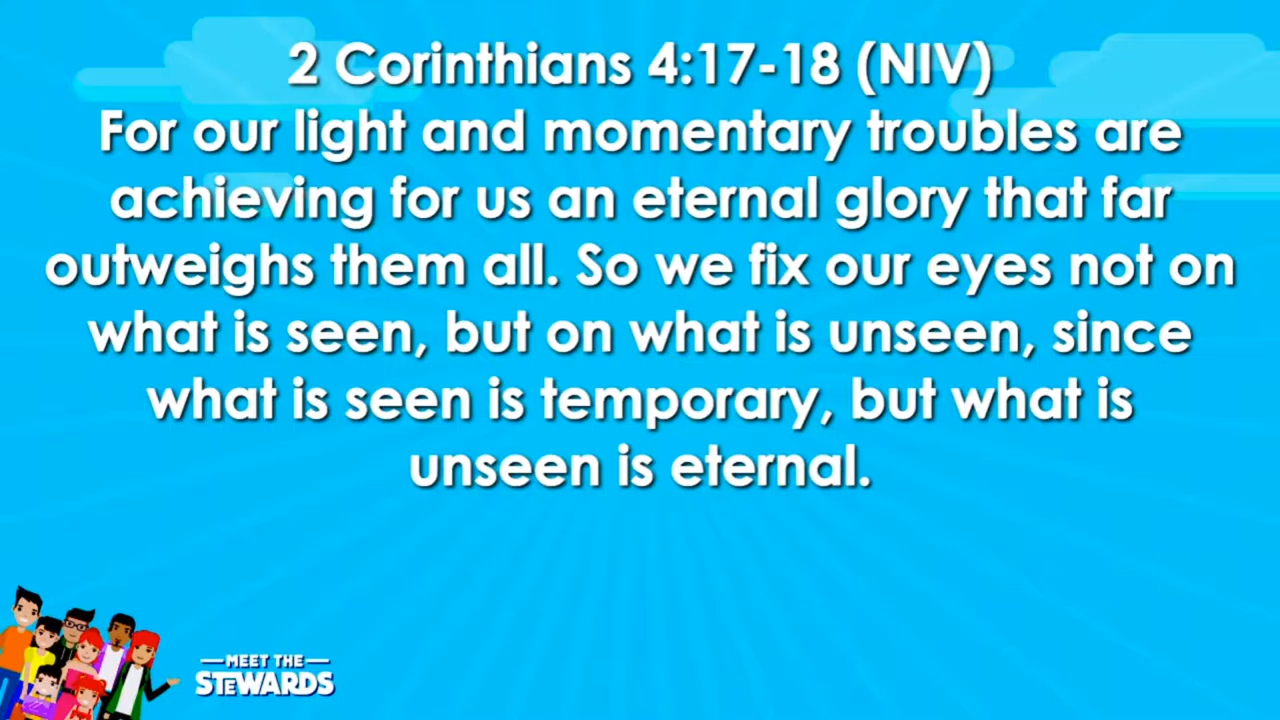 2 Corinthians 4:17-18 (NIV)
For our light and momentary troubles are
achieving for us an eternal glory that far
outweighs them all. So we fix our eyes not on
what is seen, but on what is unseen, since
what is seen is temporary, but what is
unseen is eternal.
MEET THE
STEWARDS